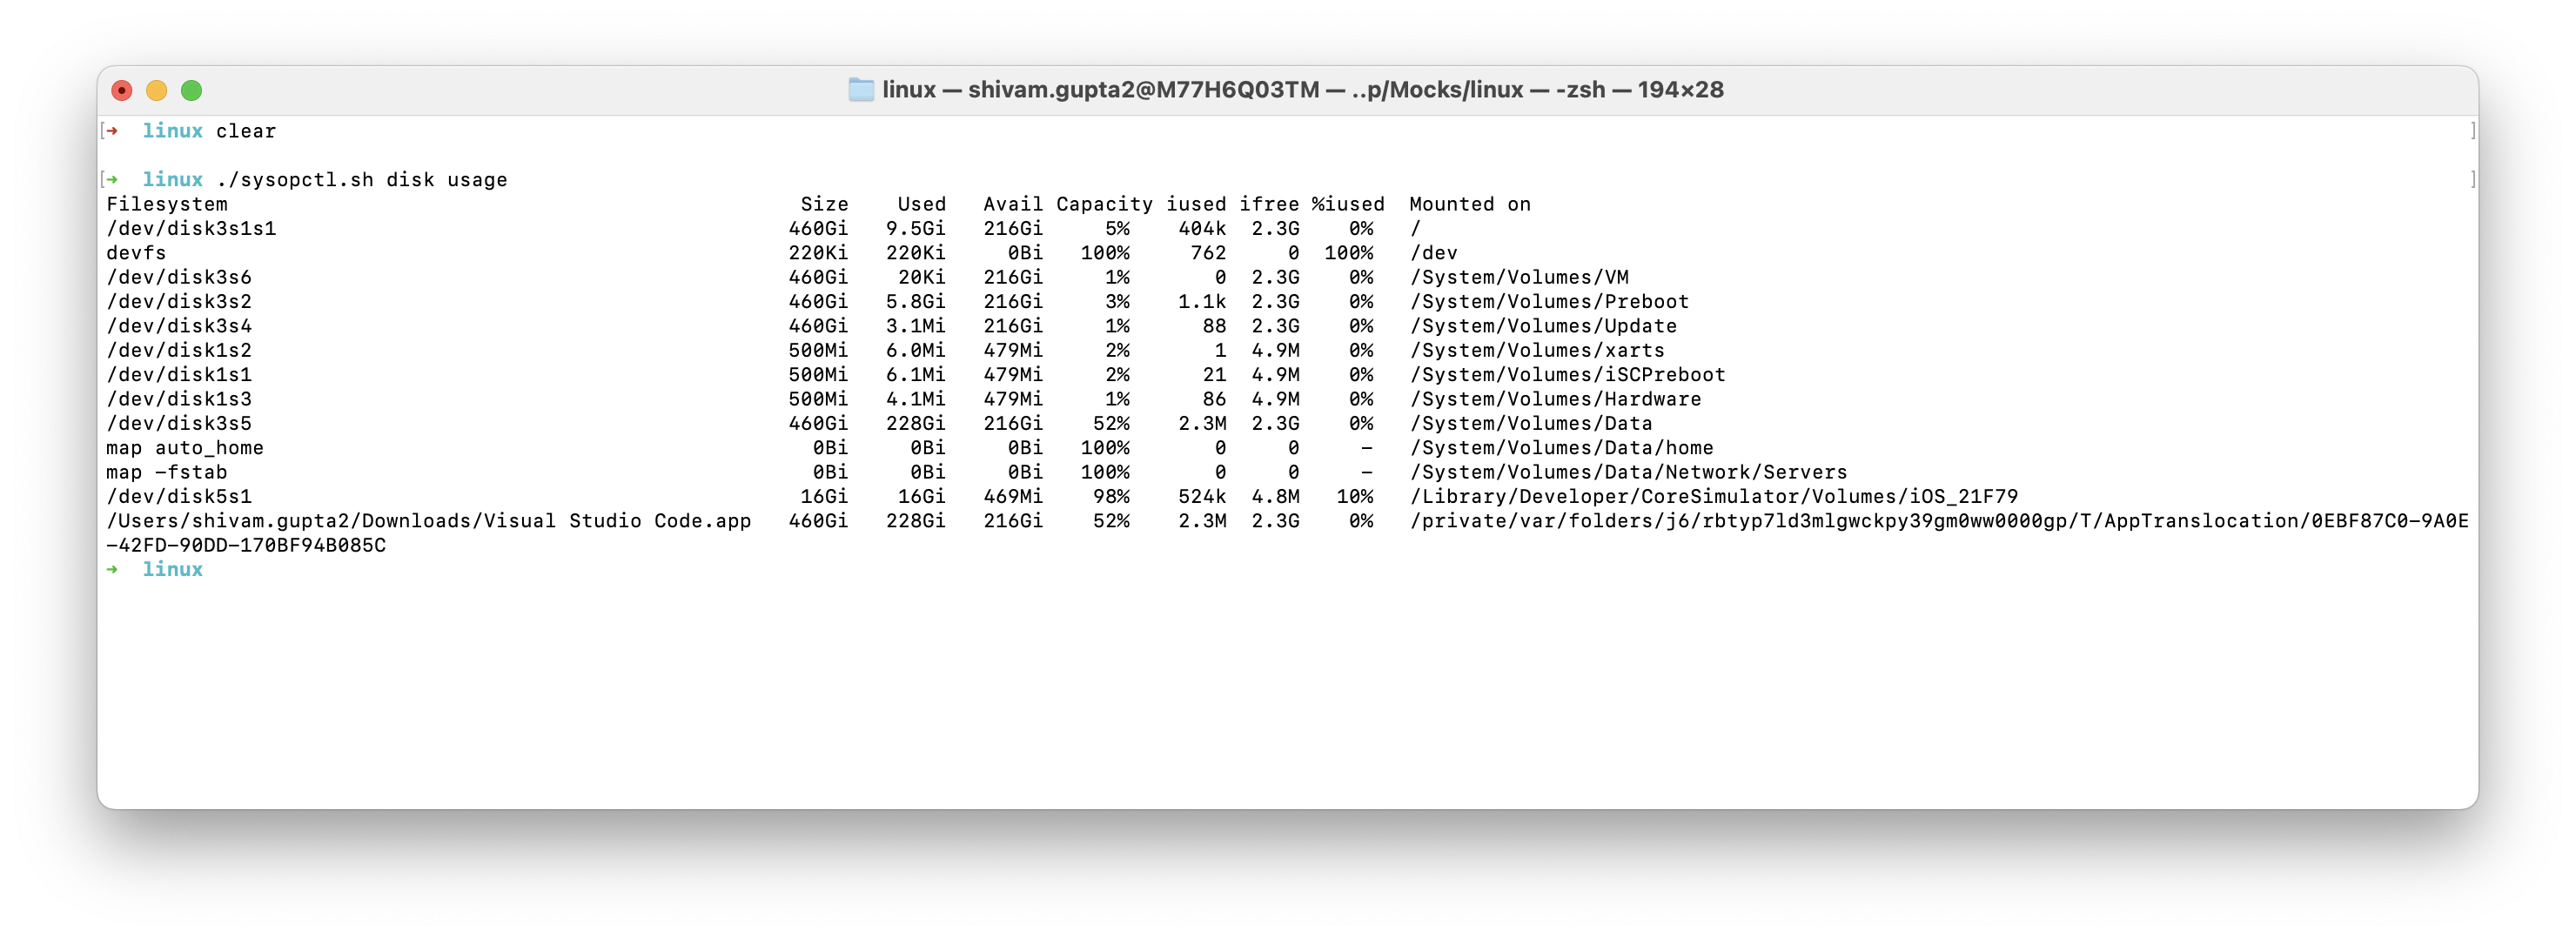 linux — shivam.gupta2@M77H6Q03TM — ..p/Mocks/linux — -zsh — 194×28
[➜  linux clear ]
[➜  linux ./sysopctl.sh disk usage ]
Filesystem Size Used Avail Capacity iused ifree %iused Mounted on
/dev/disk3s1s1 460Gi 9.5Gi 216Gi 5% 404k 2.3G 0% /
devfs 220Ki 220Ki 0Bi 100% 762 0 100% /dev
/dev/disk3s6 460Gi 20Ki 216Gi 1% 0 2.3G 0% /System/Volumes/VM
/dev/disk3s2 460Gi 5.8Gi 216Gi 3% 1.1k 2.3G 0% /System/Volumes/Preboot
/dev/disk3s4 460Gi 3.1Mi 216Gi 1% 88 2.3G 0% /System/Volumes/Update
/dev/disk1s2 500Mi 6.0Mi 479Mi 2% 1 4.9M 0% /System/Volumes/xarts
/dev/disk1s1 500Mi 6.1Mi 479Mi 2% 21 4.9M 0% /System/Volumes/iSCPreboot
/dev/disk1s3 500Mi 4.1Mi 479Mi 1% 86 4.9M 0% /System/Volumes/Hardware
/dev/disk3s5 460Gi 228Gi 216Gi 52% 2.3M 2.3G 0% /System/Volumes/Data
map auto_home 0Bi 0Bi 0Bi 100% 0 0 - /System/Volumes/Data/home
map -fstab 0Bi 0Bi 0Bi 100% 0 0 - /System/Volumes/Data/Network/Servers
/dev/disk5s1 16Gi 16Gi 469Mi 98% 524k 4.8M 10% /Library/Developer/CoreSimulator/Volumes/iOS_21F79
/Users/shivam.gupta2/Downloads/Visual Studio Code.app 460Gi 228Gi 216Gi 52% 2.3M 2.3G 0% /private/var/folders/j6/rbtyp7ld3mlgwckpy39gm0ww0000gp/T/AppTranslocation/0EBF87C0-9A0E
-42FD-90DD-170BF94B085C
➜  linux